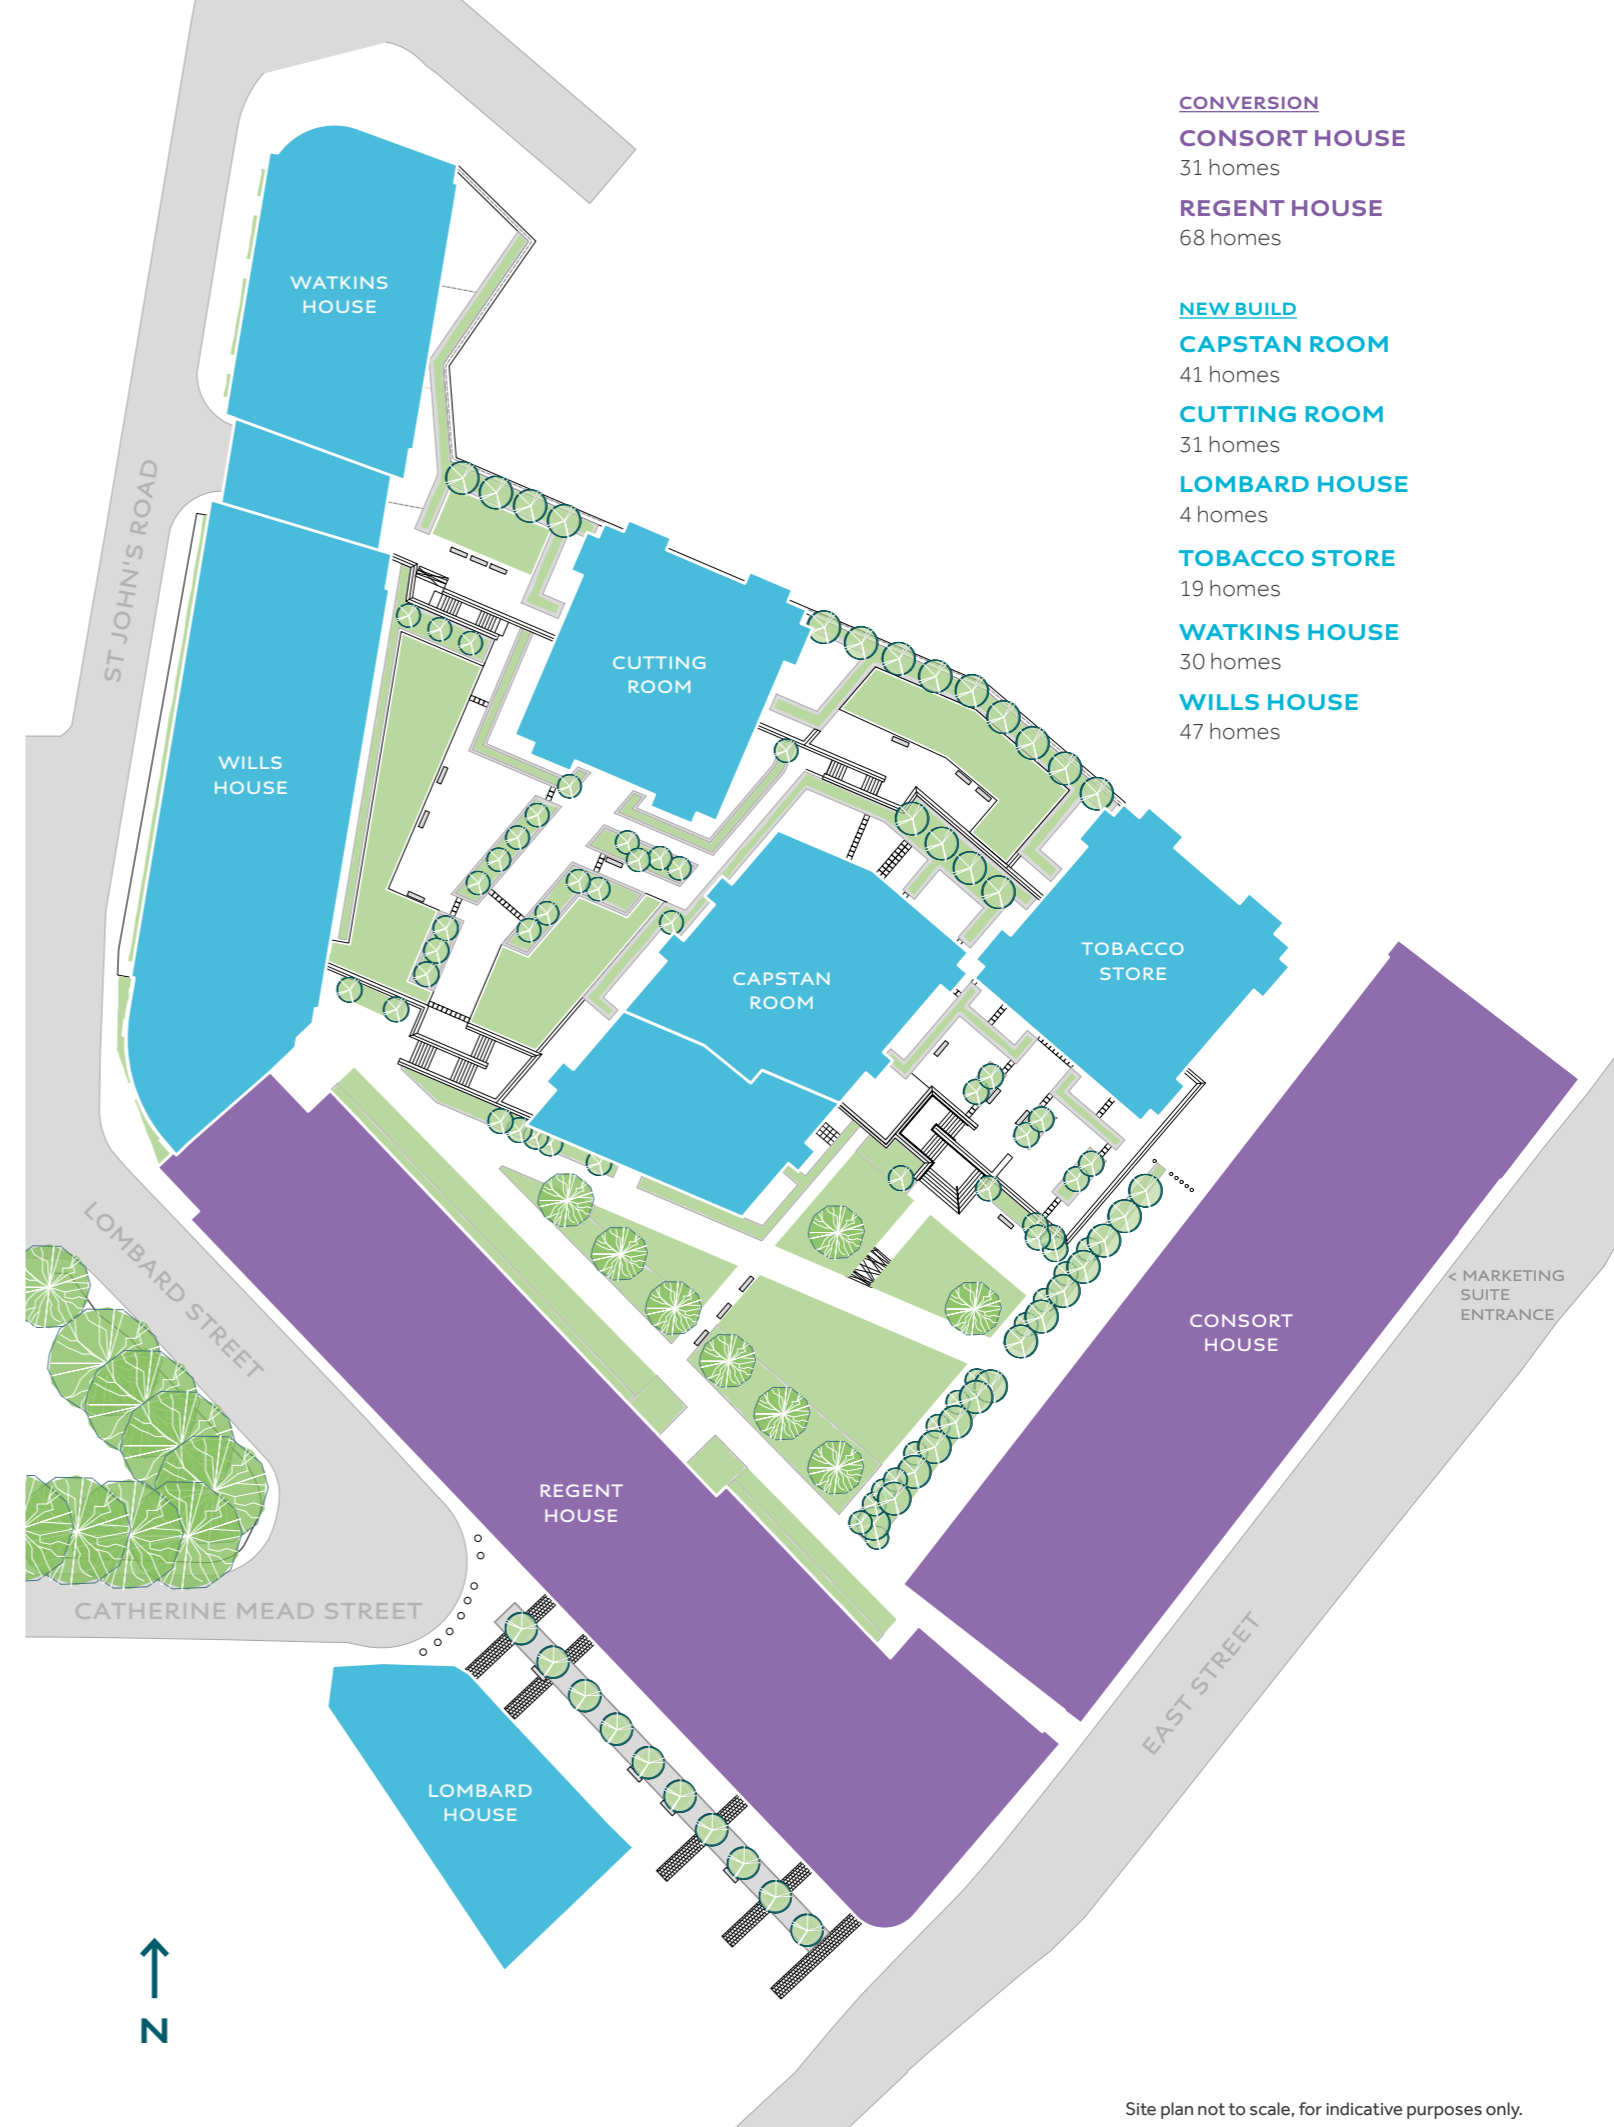 CONVERSION
CONSORT HOUSE
31 homes
REGENT HOUSE
68 homes
NEW BUILD
CAPSTAN ROOM
41 homes
CUTTING ROOM
31 homes
LOMBARD HOUSE
4 homes
TOBACCO STORE
19 homes
WATKINS HOUSE
30 homes
WILLS HOUSE
47 homes
WATKINS
HOUSE
ST JOHN'S ROAD
CUTTING
ROOM
WILLS
HOUSE
TOBACCO
STORE
CAPSTAN
ROOM
LOMBARD STREET
< MARKETING
SUITE
ENTRANCE
CONSORT
HOUSE
REGENT
HOUSE
CATHERINE MEAD STREET
EAST STREET
LOMBARD
HOUSE
N
Site plan not to scale, for indicative purposes only.